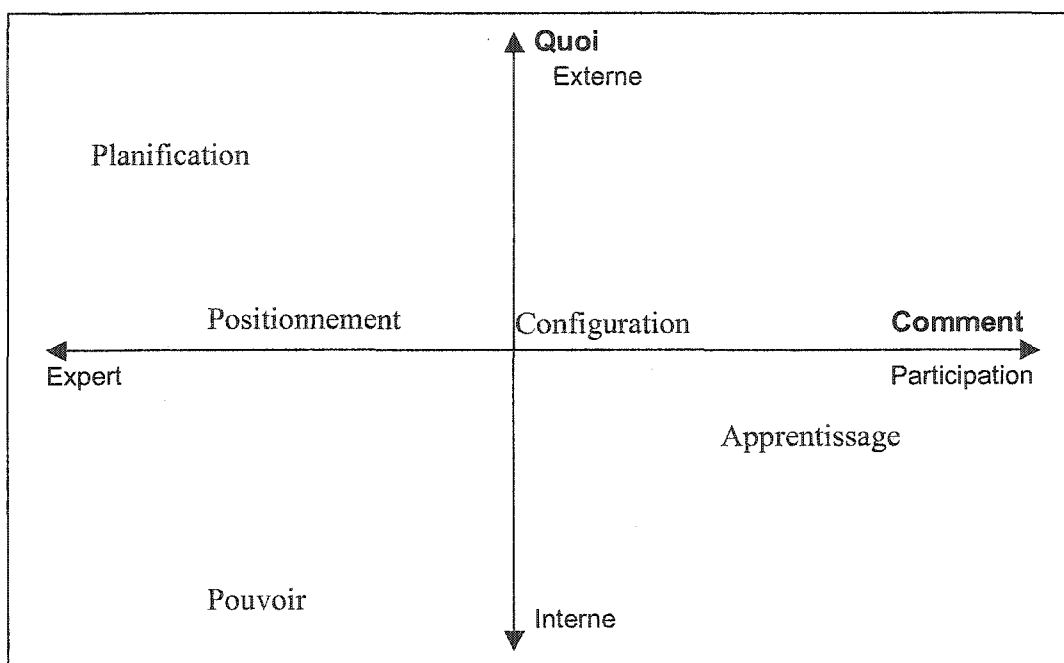 Quoi
Externe
Planification
Positionnement
Configuration
Comment
Expert
Participation
Apprentissage
Pouvoir
Interne